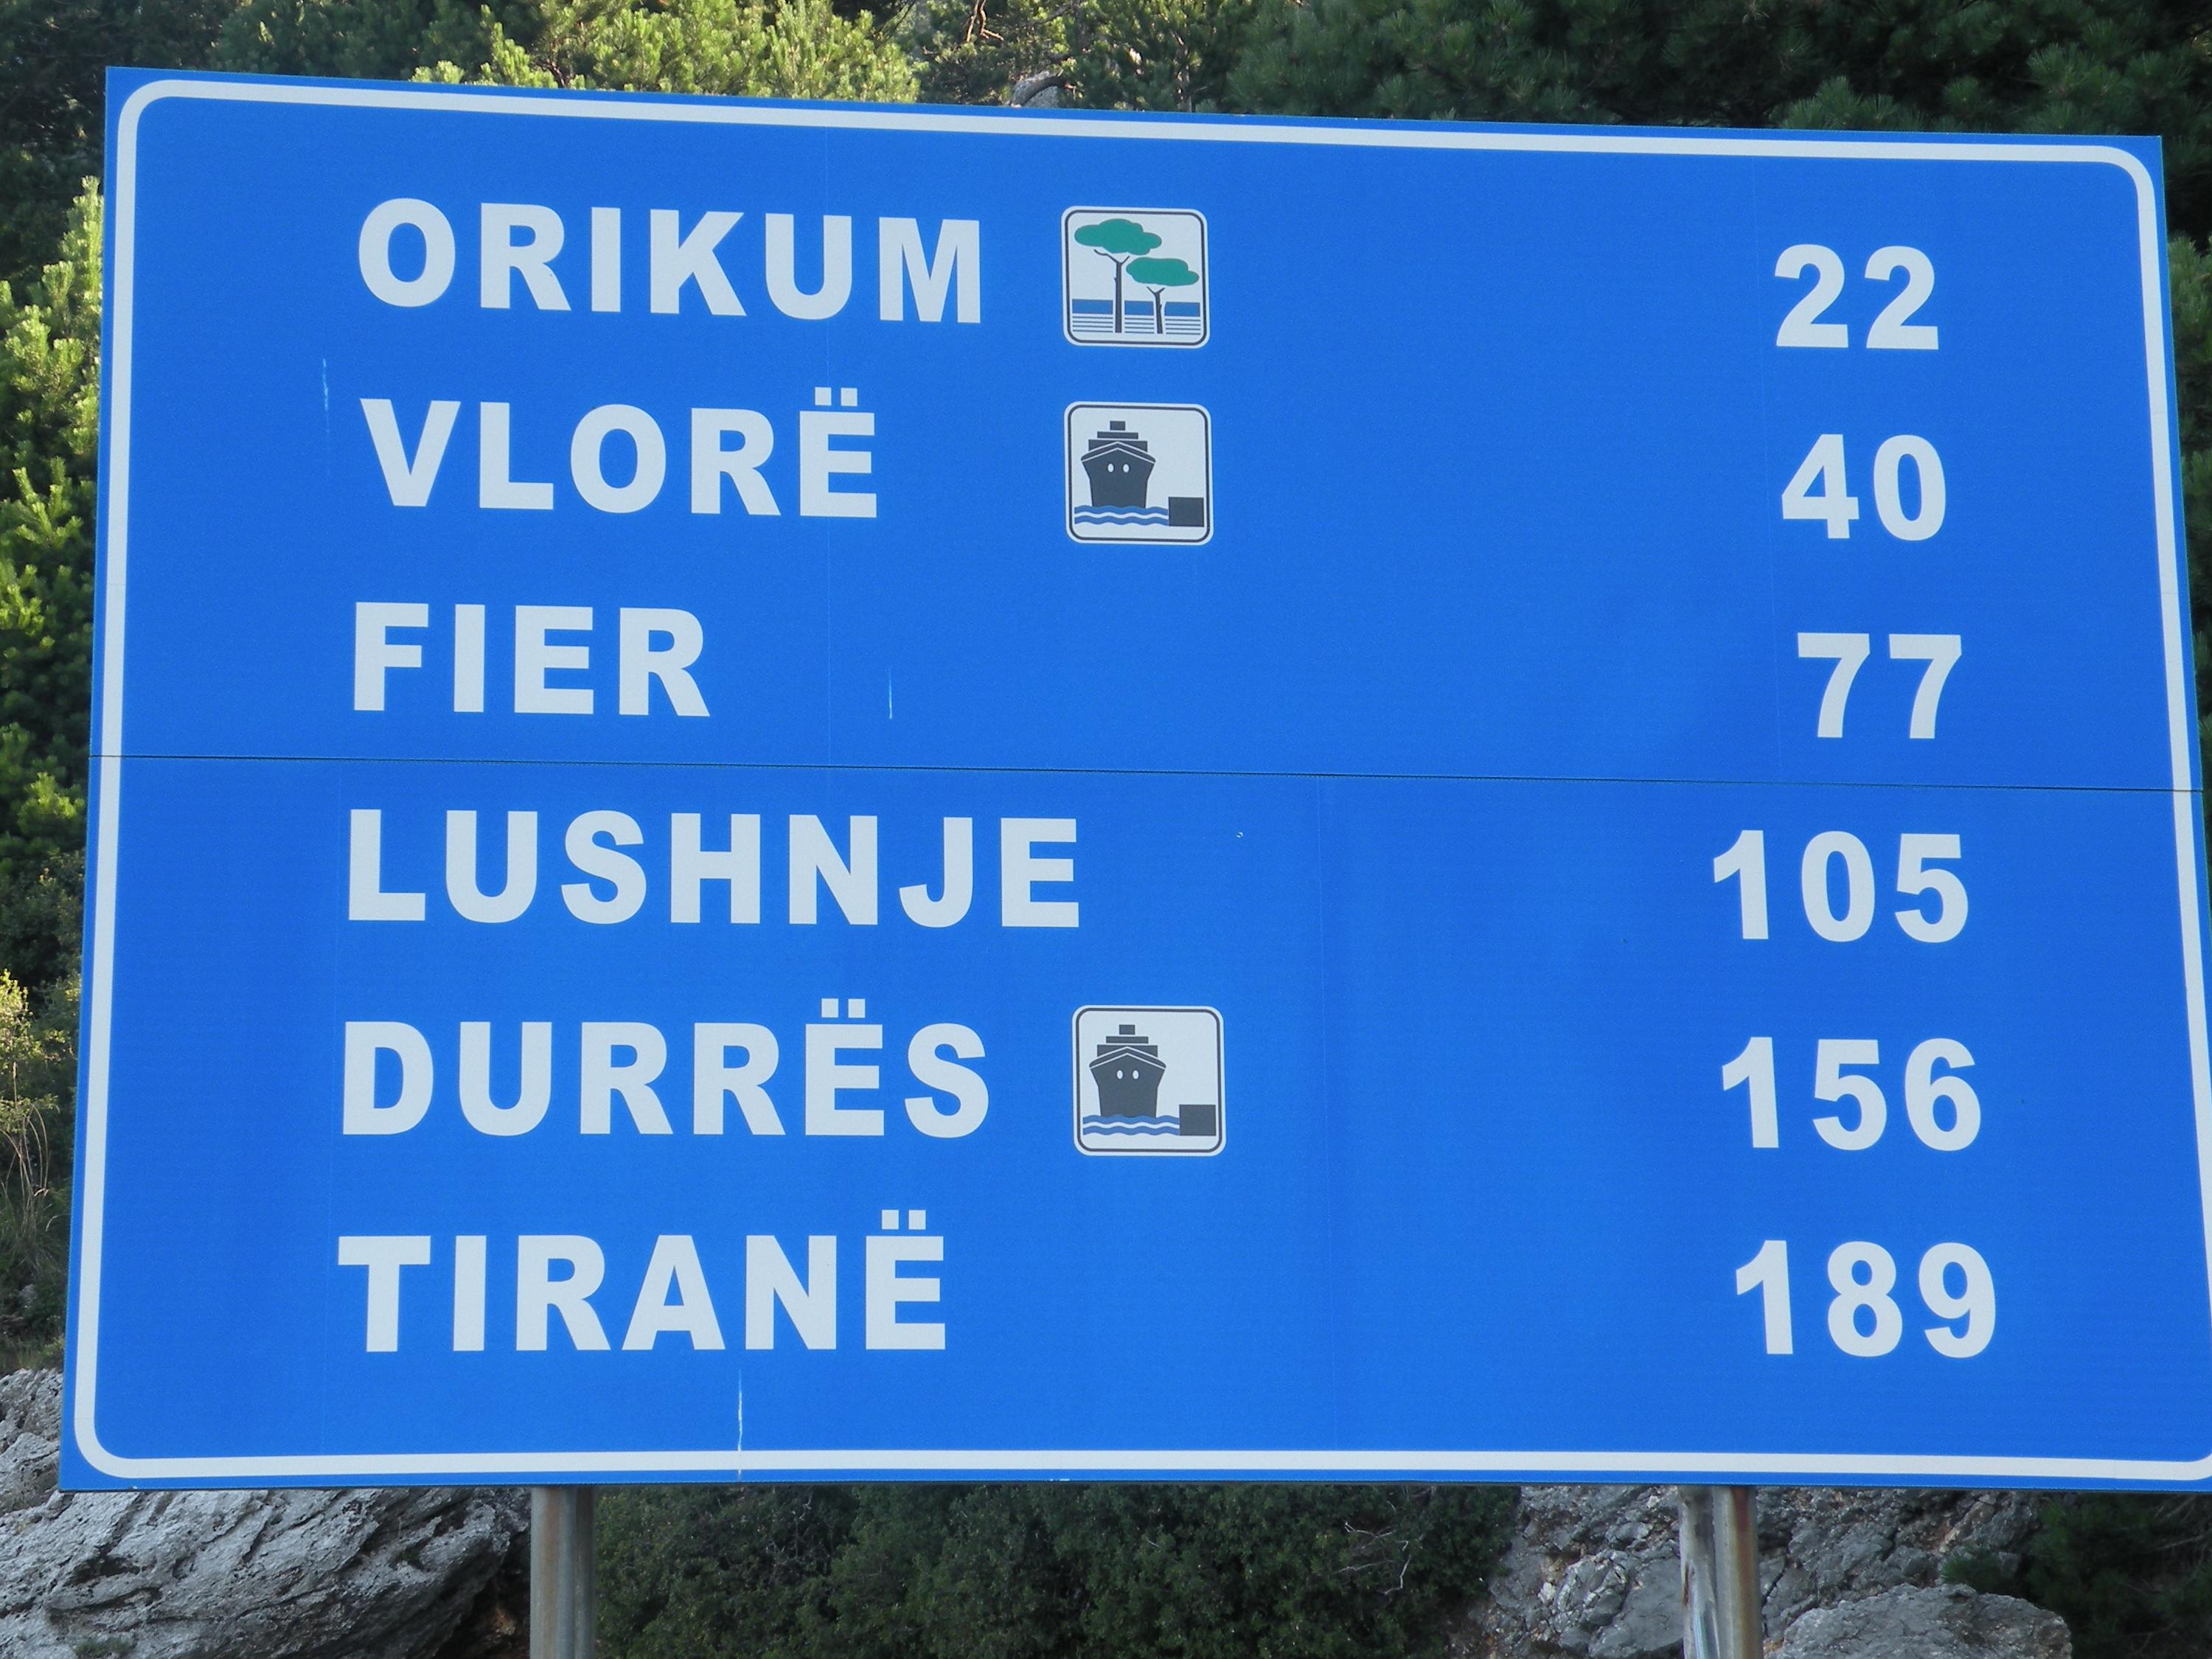 ORIKUM 22
VLORË 40
FIER 77
LUSHNJE 105
DURRËS 156
TIRANË 189